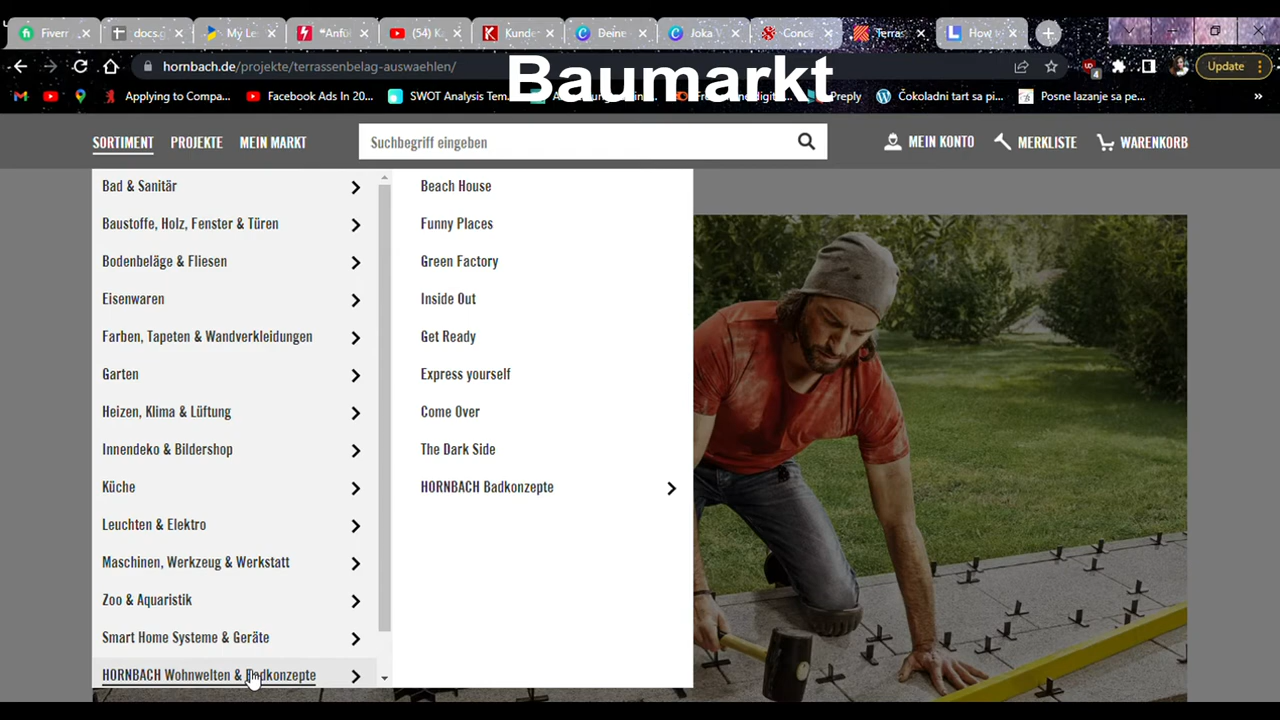 Fiverr
docs.g
My Le
*Anfü
(54) K
Kunde
Deine
Joka V
Conce
Terras
How t
hornbach.de/projekte/terrassenbelag-auswaehlen/
Update
4
Applying to Compa...
Facebook Ads In 20...
SWOT Analysis Tem
Preply
Čokoladni tart sa pi...
Posne lazanje sa pe...
»
Baumarkt
SORTIMENT
PROJEKTE
MEIN MARKT
Suchbegriff eingeben
MEIN KONTO
MERKLISTE
WARENKORB
Bad & Sanitär
Baustoffe, Holz, Fenster & Türen
Bodenbeläge & Fliesen
Eisenwaren
Farben, Tapeten & Wandverkleidungen
Garten
Heizen, Klima & Lüftung
Innendeko & Bildershop
Küche
Leuchten & Elektro
Maschinen, Werkzeug & Werkstatt
Zoo & Aquaristik
Smart Home Systeme & Geräte
HORNBACH Wohnwelten & Badkonzepte
Beach House
Funny Places
Green Factory
Inside Out
Get Ready
Express yourself
Come Over
The Dark Side
HORNBACH Badkonzepte